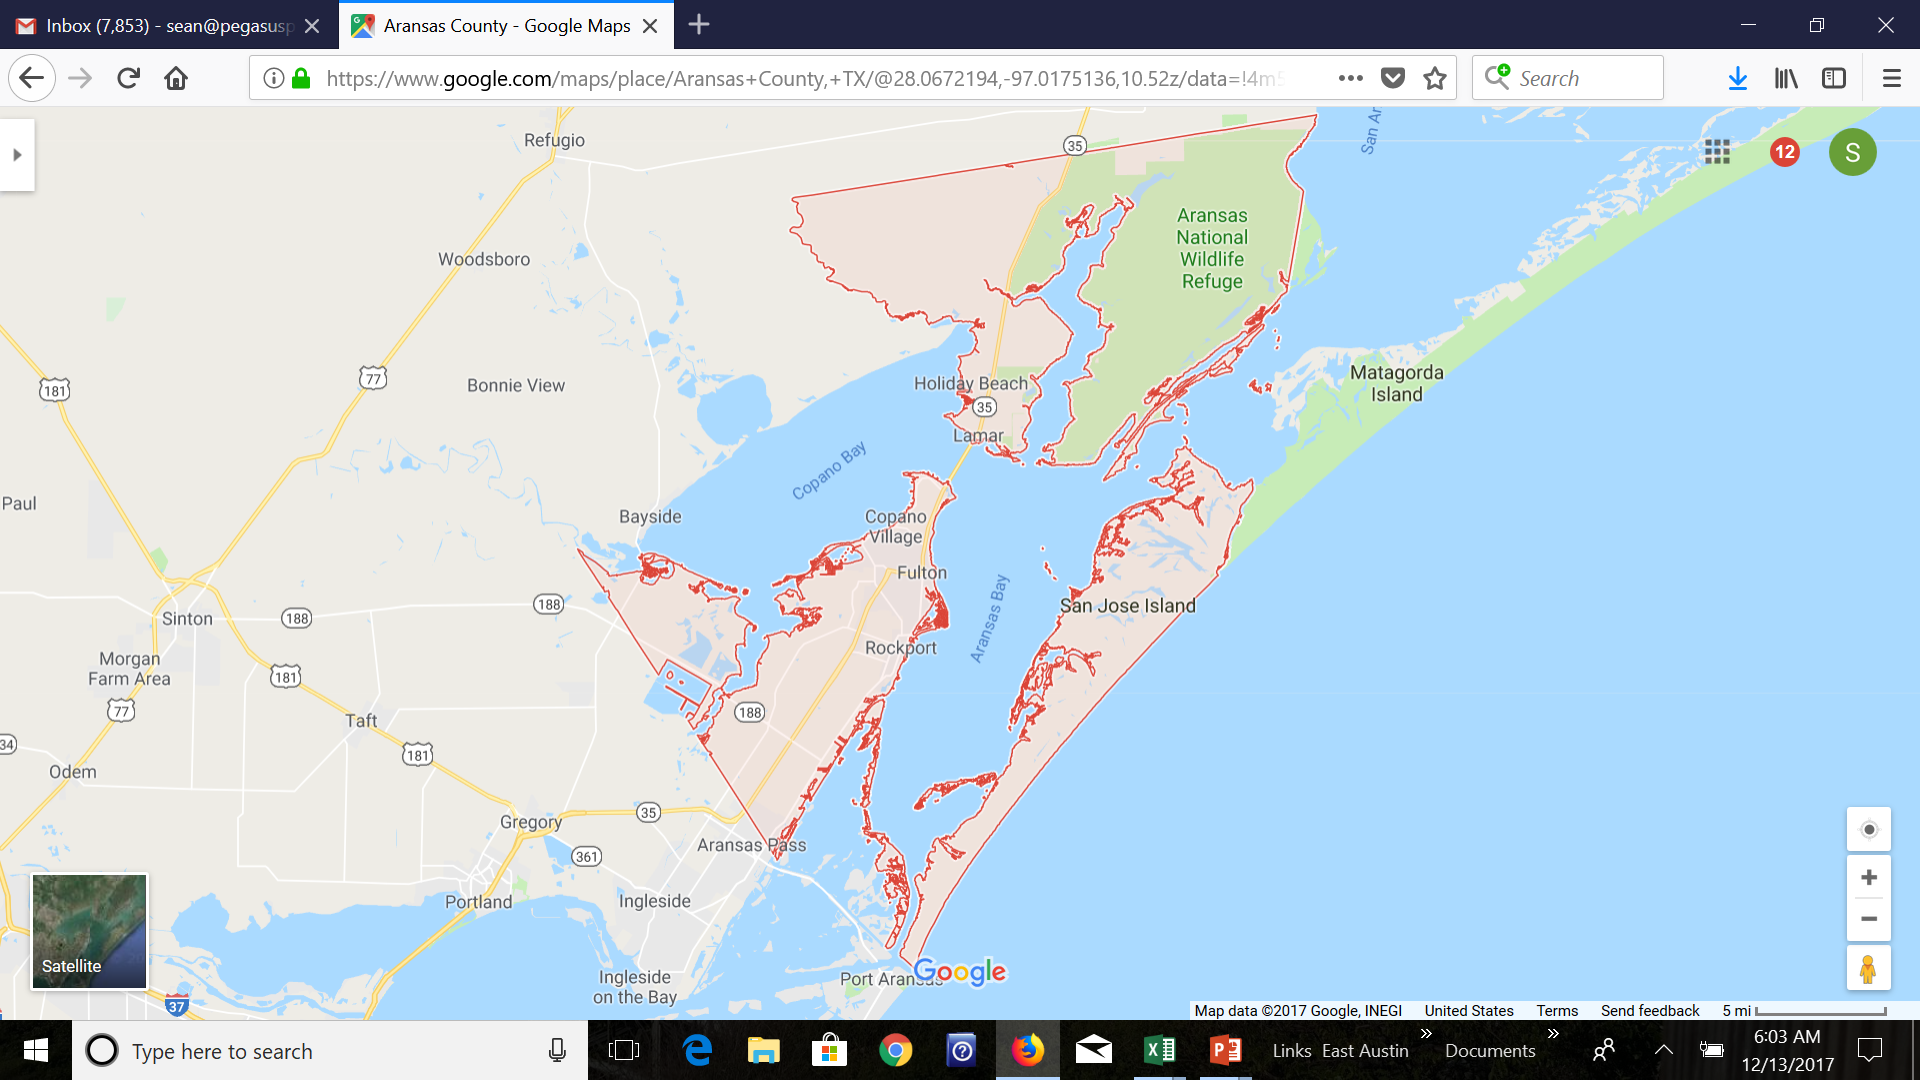 Inbox (7,853) - sean@pegasusp
Aransas County - Google Maps
https://www.google.com/maps/place/Aransas+County,+TX/@28.0672194,-97.0175136,10.52z/data=!4m5
Search
12
S
San Ar
Refugio
35
Aransas
National
Wildlife
Refuge
Woodsboro
Matagorda
Island
181
77
Bonnie View
Holiday Beach
35
Lamar
Copano Bay
Paul
Bayside
Copano
Village
Fulton
Aransas Bay
San Jose Island
188
188
Sinton
Rockport
Morgan
Farm Area
181
77
188
Taft
34
181
Odem
35
Gregory
361
Aransas Pass
Portland
Ingleside
Satellite
Ingleside
on the Bay
Port Aransas
Google
37
Map data ©2017 Google, INEGI
United States
Terms
Send feedback
5 mi
Type here to search
Links
East Austin
»
Documents
»
6:03 AM
12/13/2017